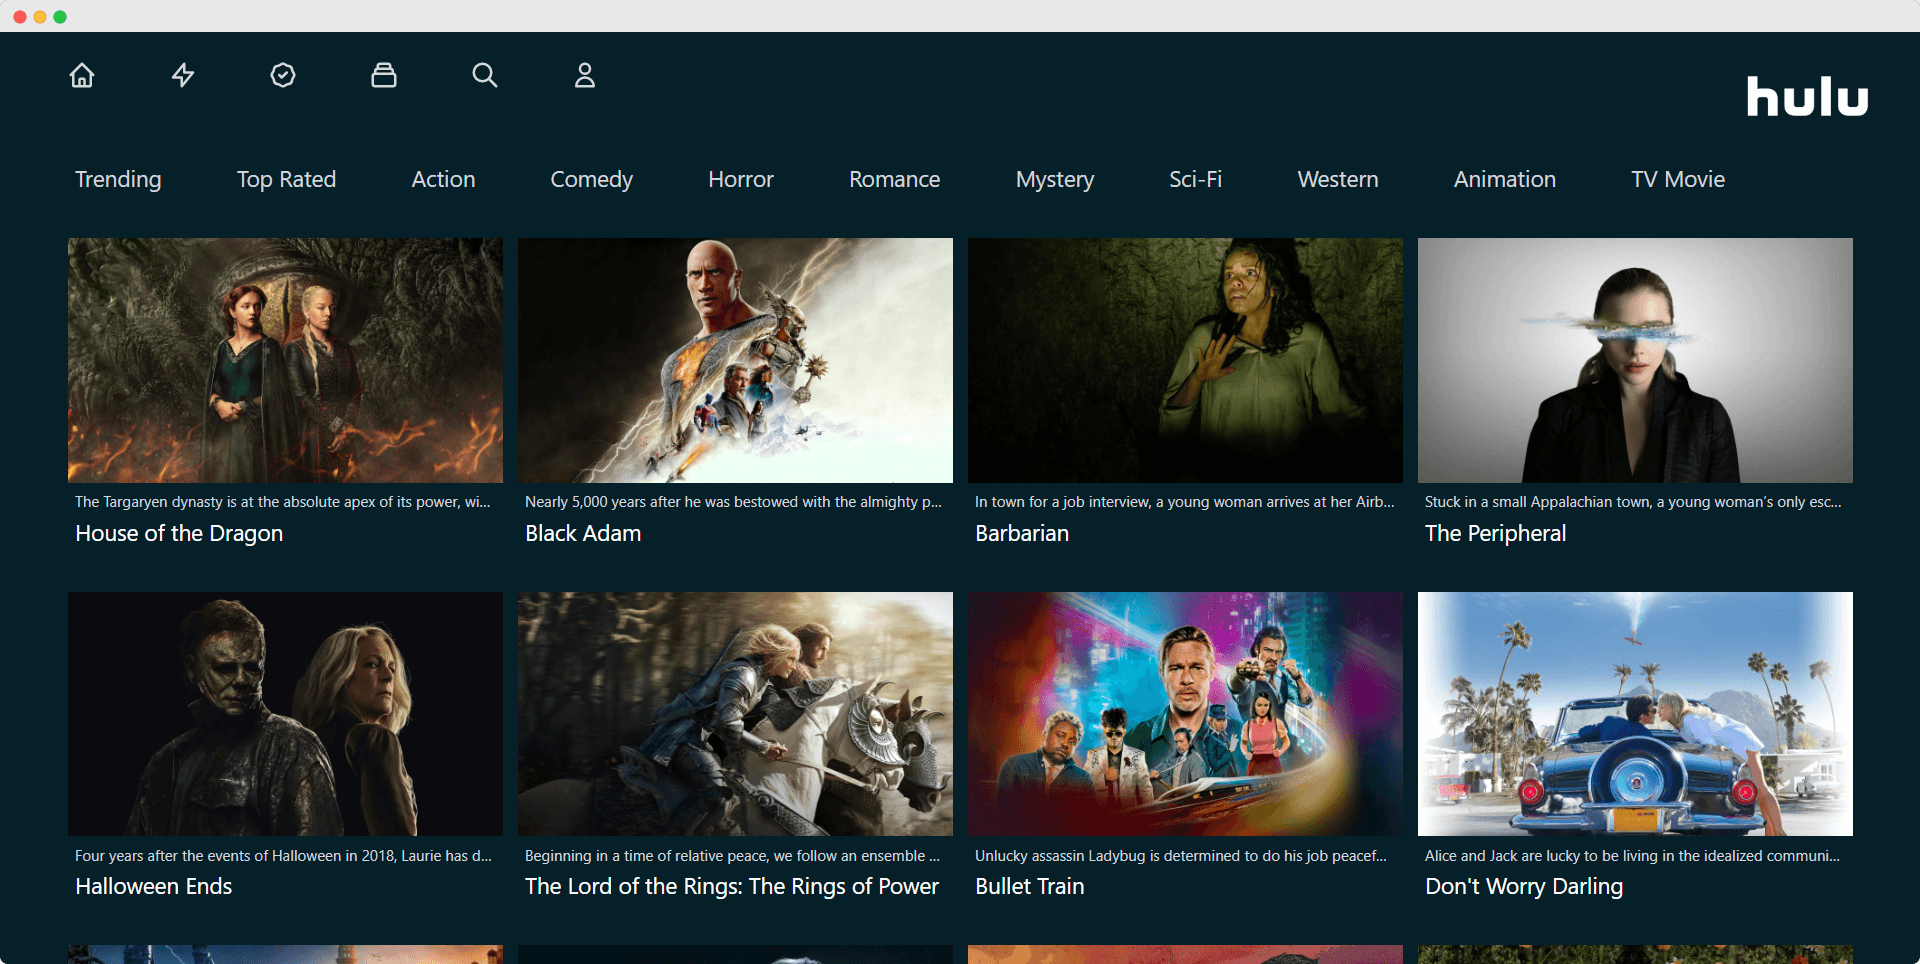 hulu
Trending Top Rated Action Comedy Horror Romance Mystery Sci-Fi Western Animation TV Movie
The Targaryen dynasty is at the absolute apex of its power, wi...
House of the Dragon
Nearly 5,000 years after he was bestowed with the almighty p...
Black Adam
In town for a job interview, a young woman arrives at her Airb...
Barbarian
Stuck in a small Appalachian town, a young woman’s only esc...
The Peripheral
Four years after the events of Halloween in 2018, Laurie has d...
Halloween Ends
Beginning in a time of relative peace, we follow an ensemble ...
The Lord of the Rings: The Rings of Power
Unlucky assassin Ladybug is determined to do his job peacef...
Bullet Train
Alice and Jack are lucky to be living in the idealized communi...
Don't Worry Darling